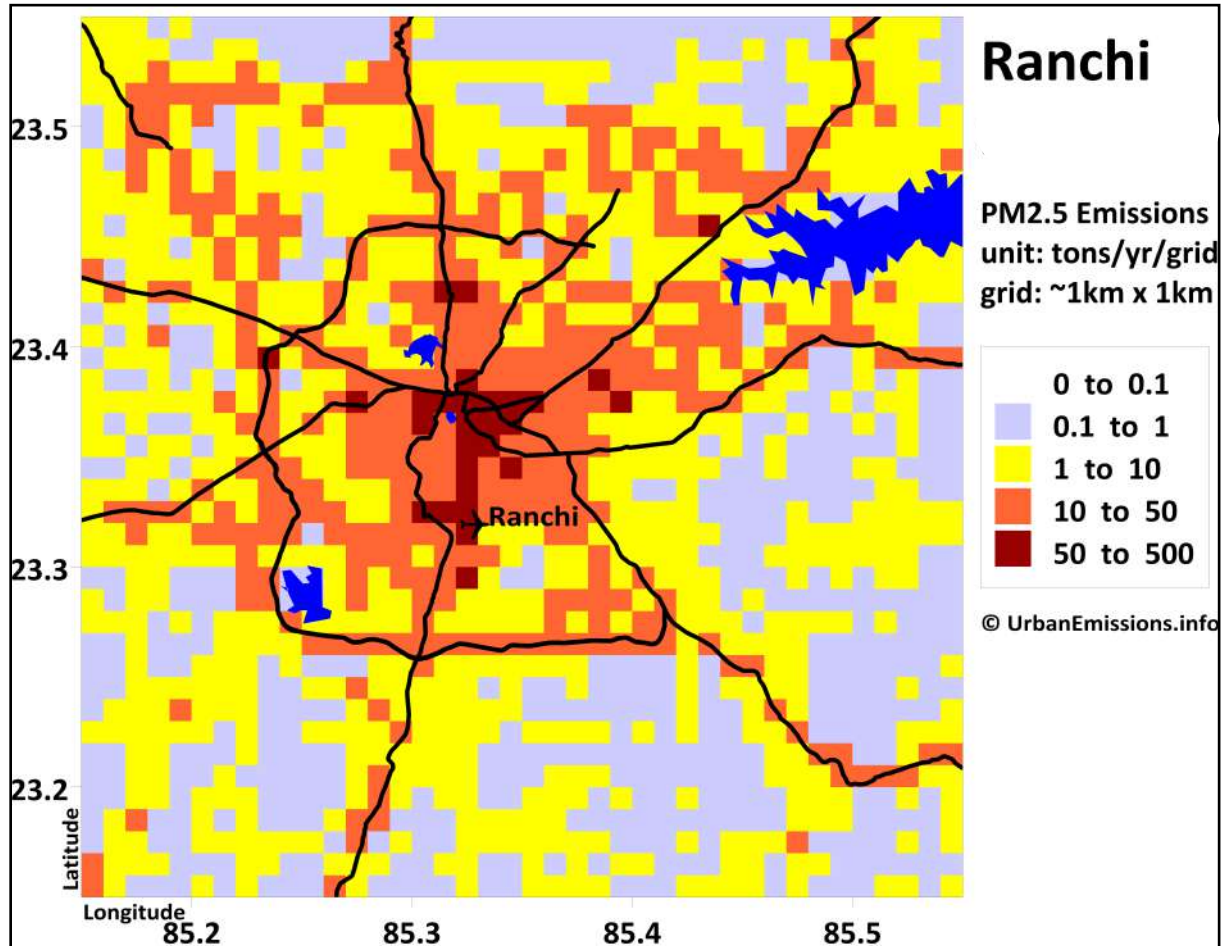 Ranchi
PM2.5 Emissions
unit: tons/yr/grid
grid: ~1km x 1km
0 to 0.1
0.1 to 1
1 to 10
10 to 50
50 to 500
© UrbanEmissions.info
23.5
23.4
23.3
23.2
Ranchi
Latitude
Longitude
85.2
85.3
85.4
85.5